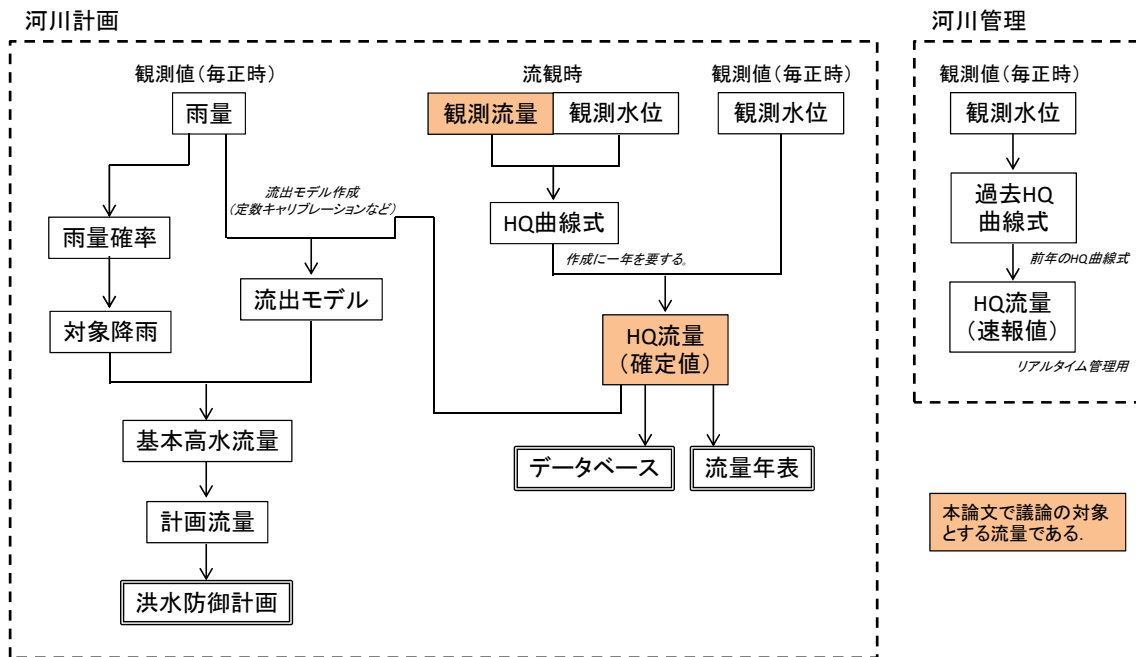 河川計画
観測値(毎正時)
雨量
流観時
観測流量
観測水位
観測値(毎正時)
観測水位
流出モデル作成
(定数キャリブレーションなど)
雨量確率
HQ曲線式
作成に一年を要する。
流出モデル
対象降雨
HQ流量
(確定値)
基本高水流量
データベース
流量年表
計画流量
洪水防御計画
河川管理
観測値(毎正時)
観測水位
過去HQ
曲線式
前年のHQ曲線式
HQ流量
(速報値)
リアルタイム管理用
本論文で議論の対象
とする流量である.